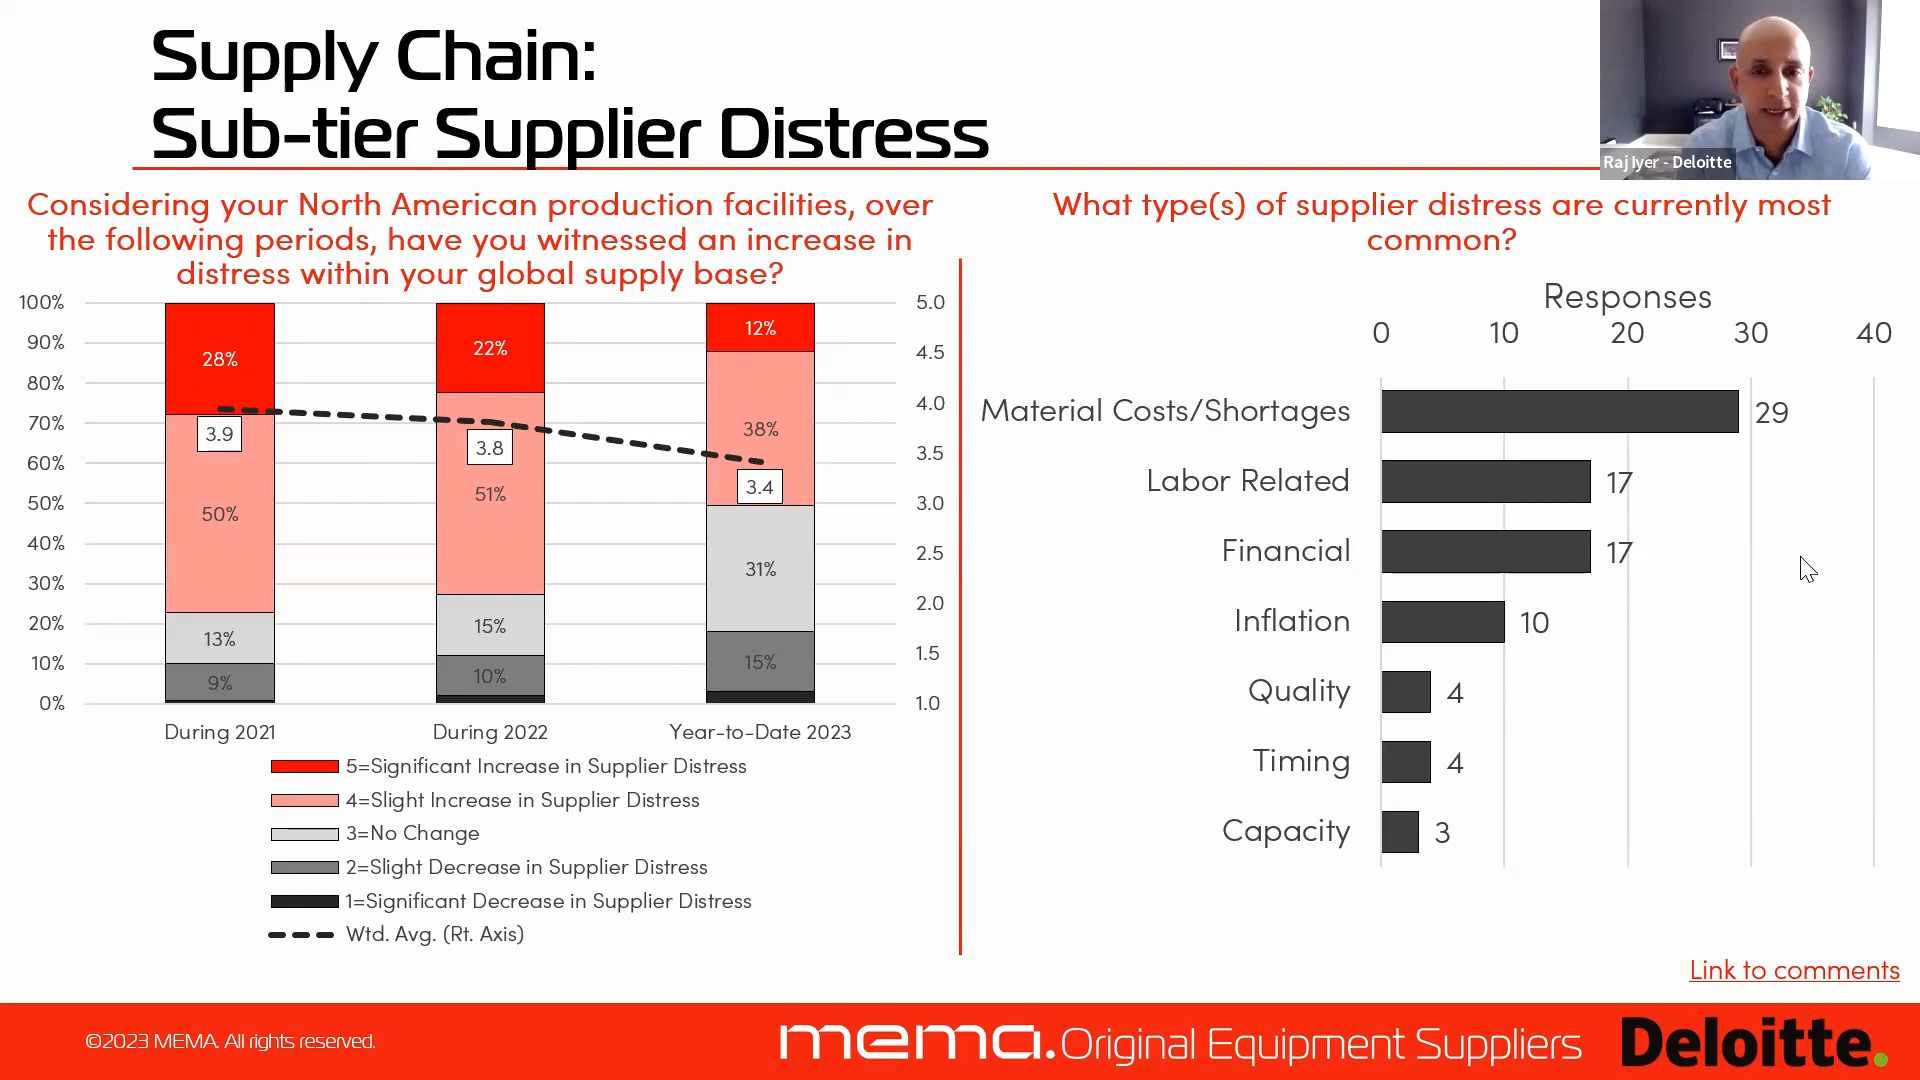 Supply Chain:
Sub-tier Supplier Distress
Raj Iyer - Deloitte
Considering your North American production facilities, over
the following periods, have you witnessed an increase in
distress within your global supply base?
100%
90%
80%
70%
60%
50%
40%
30%
20%
10%
0%
28%
50%
13%
9%
3.9
22%
51%
15%
10%
3.8
12%
38%
31%
15%
3.4
5.0
4.5
4.0
3.5
3.0
2.5
2.0
1.5
1.0
During 2021
During 2022
Year-to-Date 2023
5=Significant Increase in Supplier Distress
4=Slight Increase in Supplier Distress
3=No Change
2=Slight Decrease in Supplier Distress
1=Significant Decrease in Supplier Distress
Wtd. Avg. (Rt. Axis)
What type(s) of supplier distress are currently most
common?
Responses
0 10 20 30 40
Material Costs/Shortages 29
Labor Related 17
Financial 17
Inflation 10
Quality 4
Timing 4
Capacity 3
Link to comments
©2023 MEMA. All rights reserved.
mema. Original Equipment Suppliers
Deloitte.